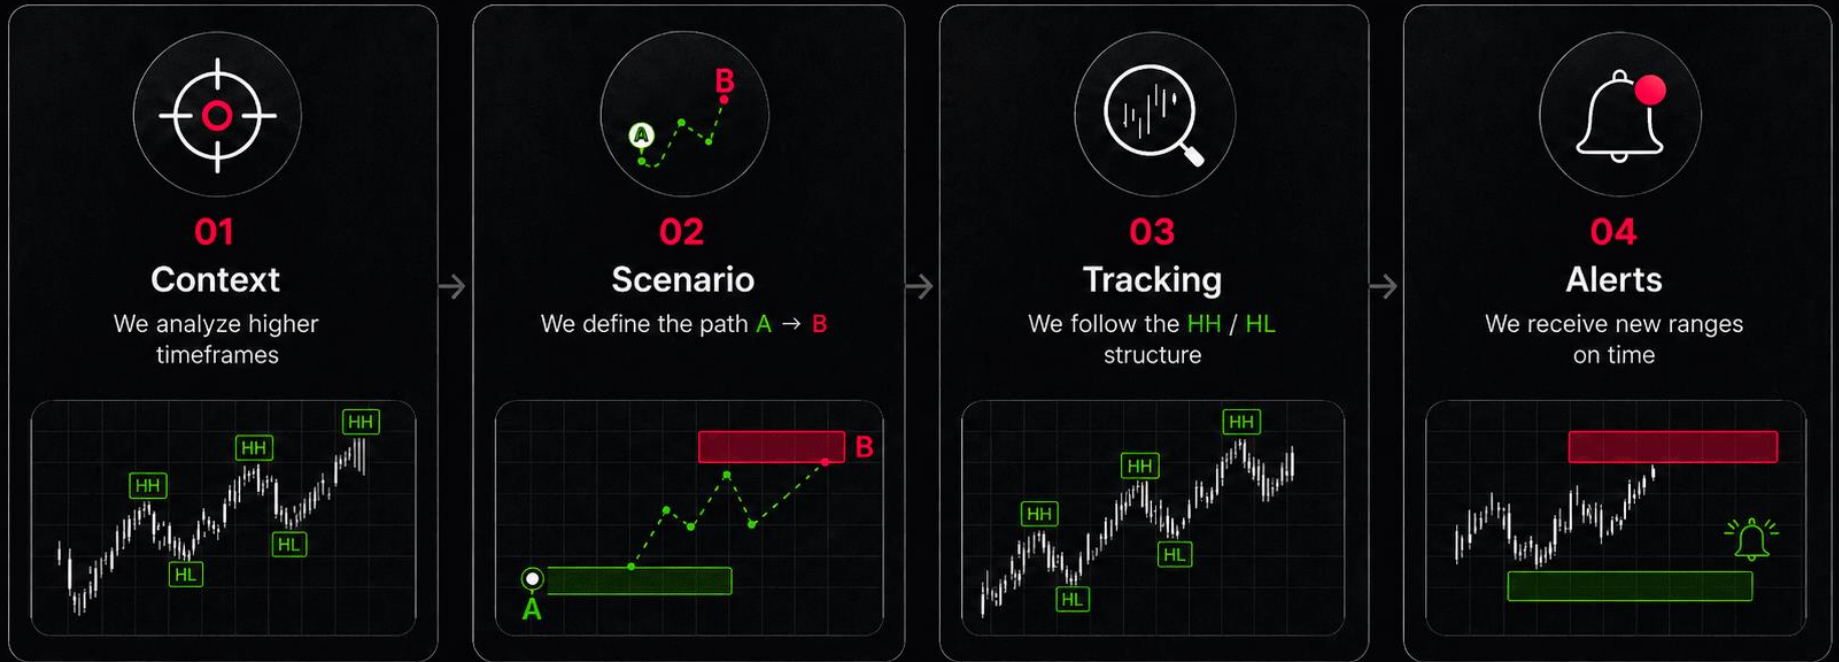 A
B
01
Context
We analyze higher
timeframes
HH
HH
HH
HL
HL
02
Scenario
We define the path A → B
B
A
03
Tracking
We follow the HH / HL
structure
HH
HH
HH
HL
HL
04
Alerts
We receive new ranges
on time